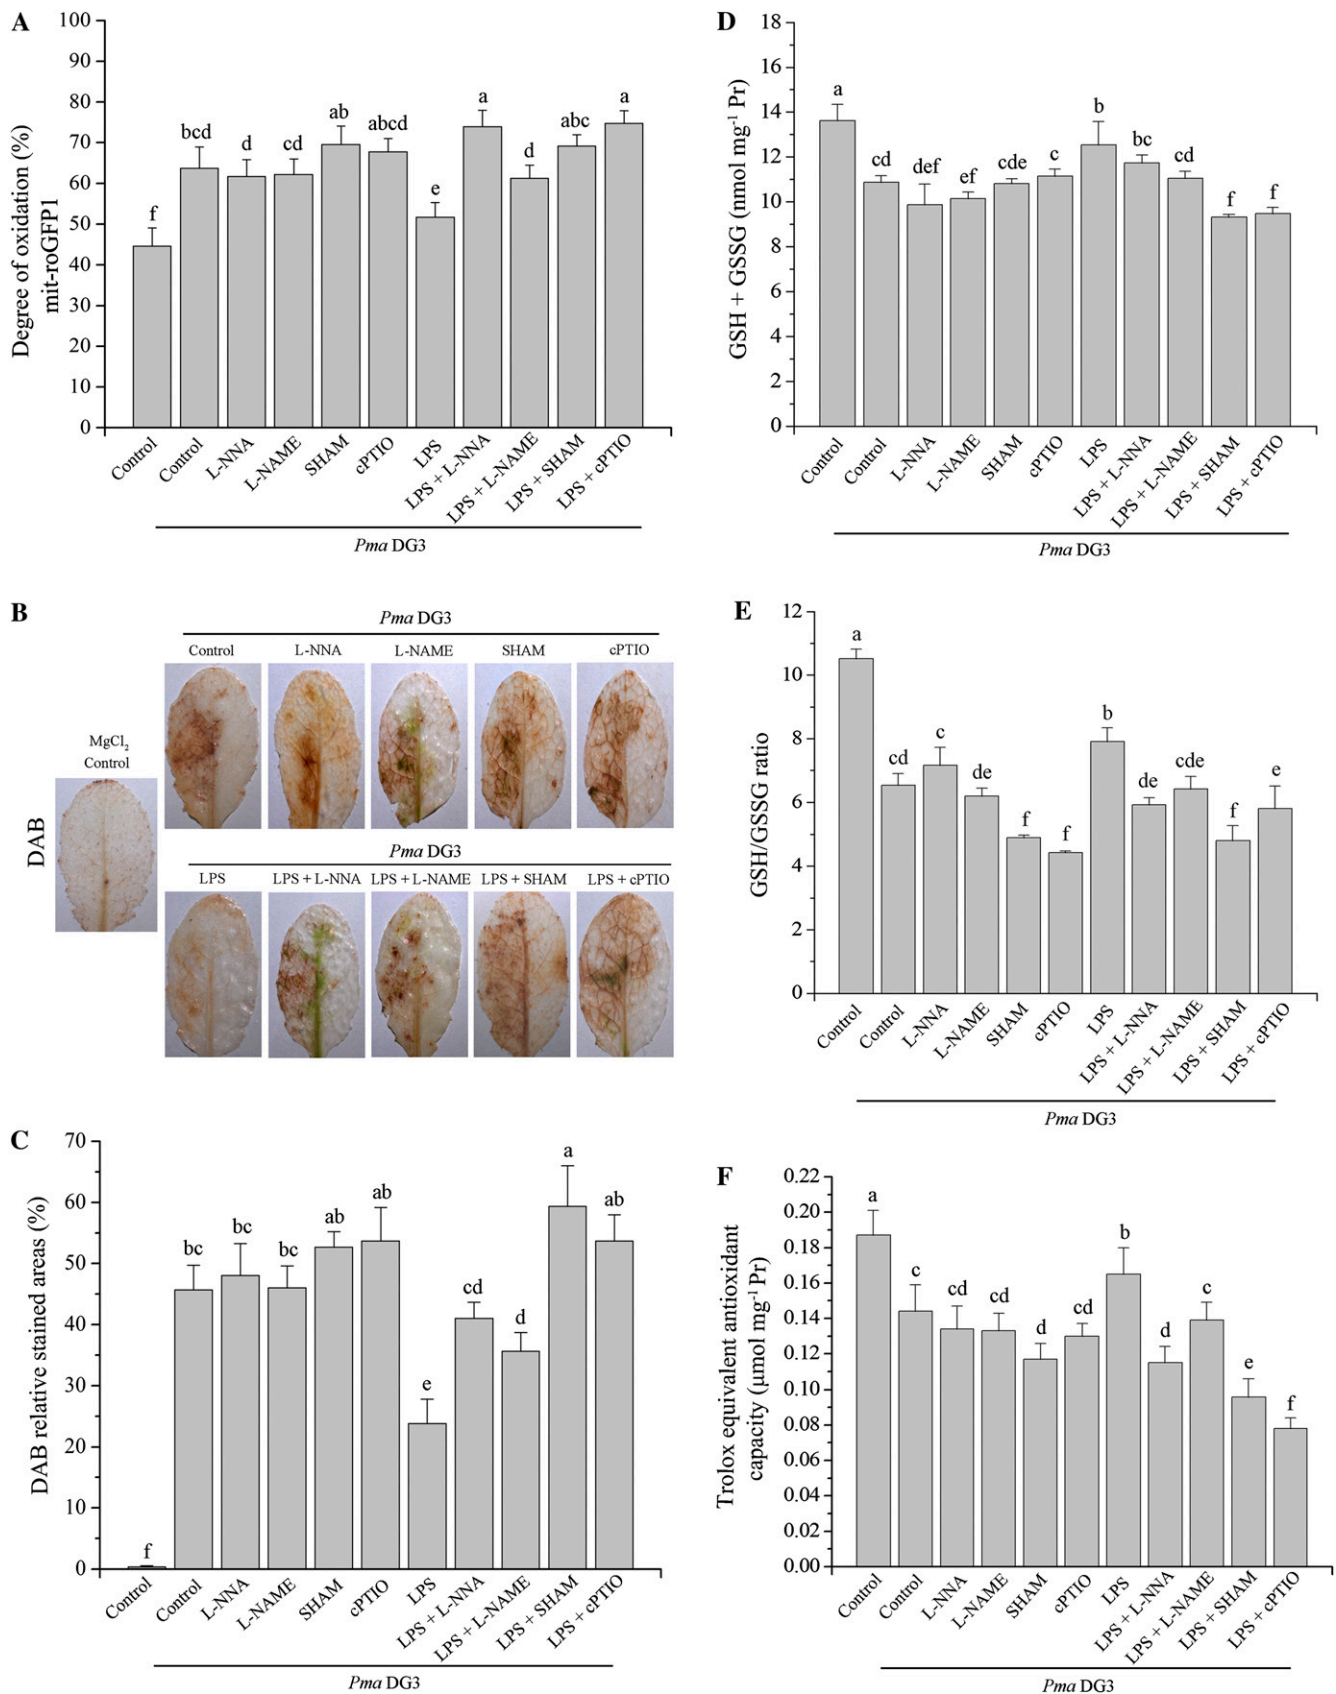 A
100
90
80
70
60
50
40
30
20
10
0
Degree of oxidation (%)
mit-roGFP1
f
bcd
d
cd
ab
abcd
e
a
d
abc
a
Control
Control
L-NNA
L-NAME
SHAM
cPTIO
LPS
LPS + L-NNA
LPS + L-NAME
LPS + SHAM
LPS + cPTIO
Pma DG3
B
Pma DG3
Control
L-NNA
L-NAME
SHAM
cPTIO
MgCl2
Control
DAB
Pma DG3
LPS
LPS + L-NNA
LPS + L-NAME
LPS + SHAM
LPS + cPTIO
C
70
60
50
40
30
20
10
0
DAB relative stained areas (%)
f
bc
bc
bc
ab
ab
e
cd
d
a
ab
Control
Control
L-NNA
L-NAME
SHAM
cPTIO
LPS
LPS + L-NNA
LPS + L-NAME
LPS + SHAM
LPS + cPTIO
Pma DG3
D
18
16
14
12
10
8
6
4
2
0
GSH + GSSG (nmol mg-1 Pr)
a
cd
def
ef
cde
c
b
bc
cd
f
f
Control
Control
L-NNA
L-NAME
SHAM
cPTIO
LPS
LPS + L-NNA
LPS + L-NAME
LPS + SHAM
LPS + cPTIO
Pma DG3
E
12
10
8
6
4
2
0
GSH/GSSG ratio
a
cd
c
de
f
f
b
de
cde
f
e
Control
Control
L-NNA
L-NAME
SHAM
cPTIO
LPS
LPS + L-NNA
LPS + L-NAME
LPS + SHAM
LPS + cPTIO
Pma DG3
F
0.22
0.20
0.18
0.16
0.14
0.12
0.10
0.08
0.06
0.04
0.02
0.00
Trolox equivalent antioxidant
capacity (μmol mg-1 Pr)
a
c
cd
cd
d
cd
b
d
c
e
f
Control
Control
L-NNA
L-NAME
SHAM
cPTIO
LPS
LPS + L-NNA
LPS + L-NAME
LPS + SHAM
LPS + cPTIO
Pma DG3